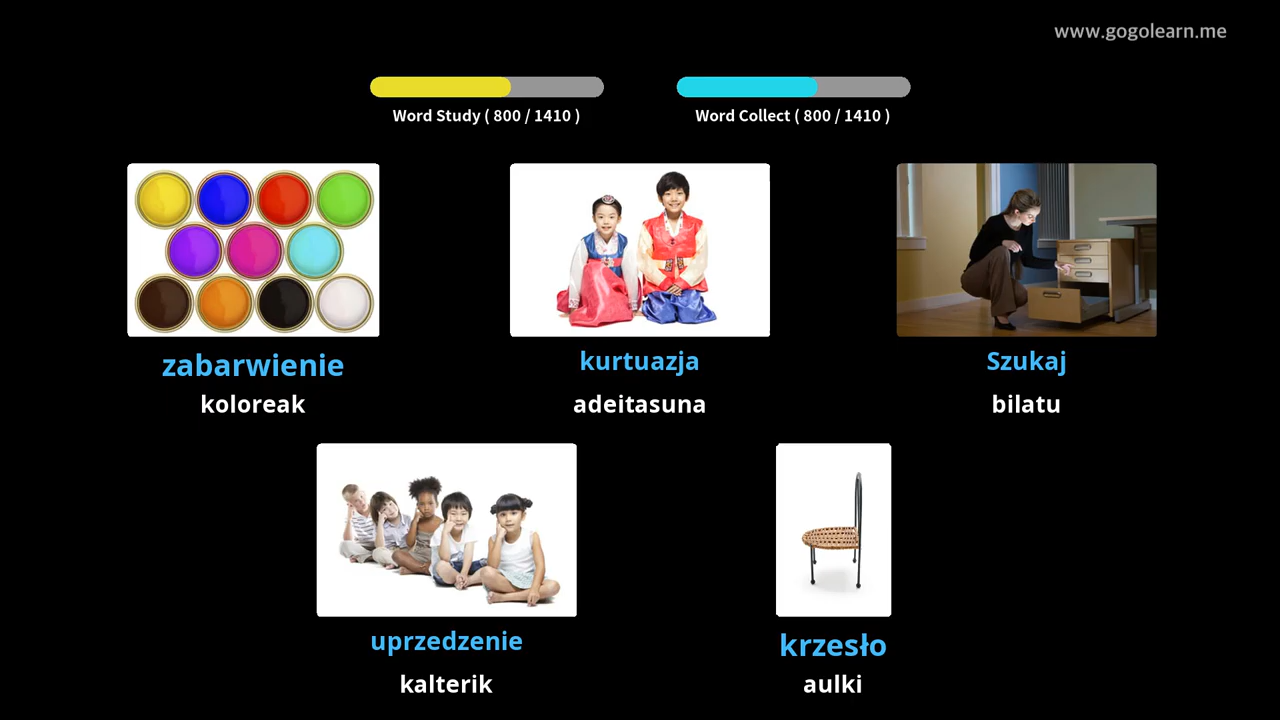 www.gogolearn.me
Word Study ( 800 / 1410 )
Word Collect ( 800 / 1410 )
zabarwienie
koloreak
kurtuazja
adeitasuna
Szukaj
bilatu
uprzedzenie
kalterik
krzesło
aulki